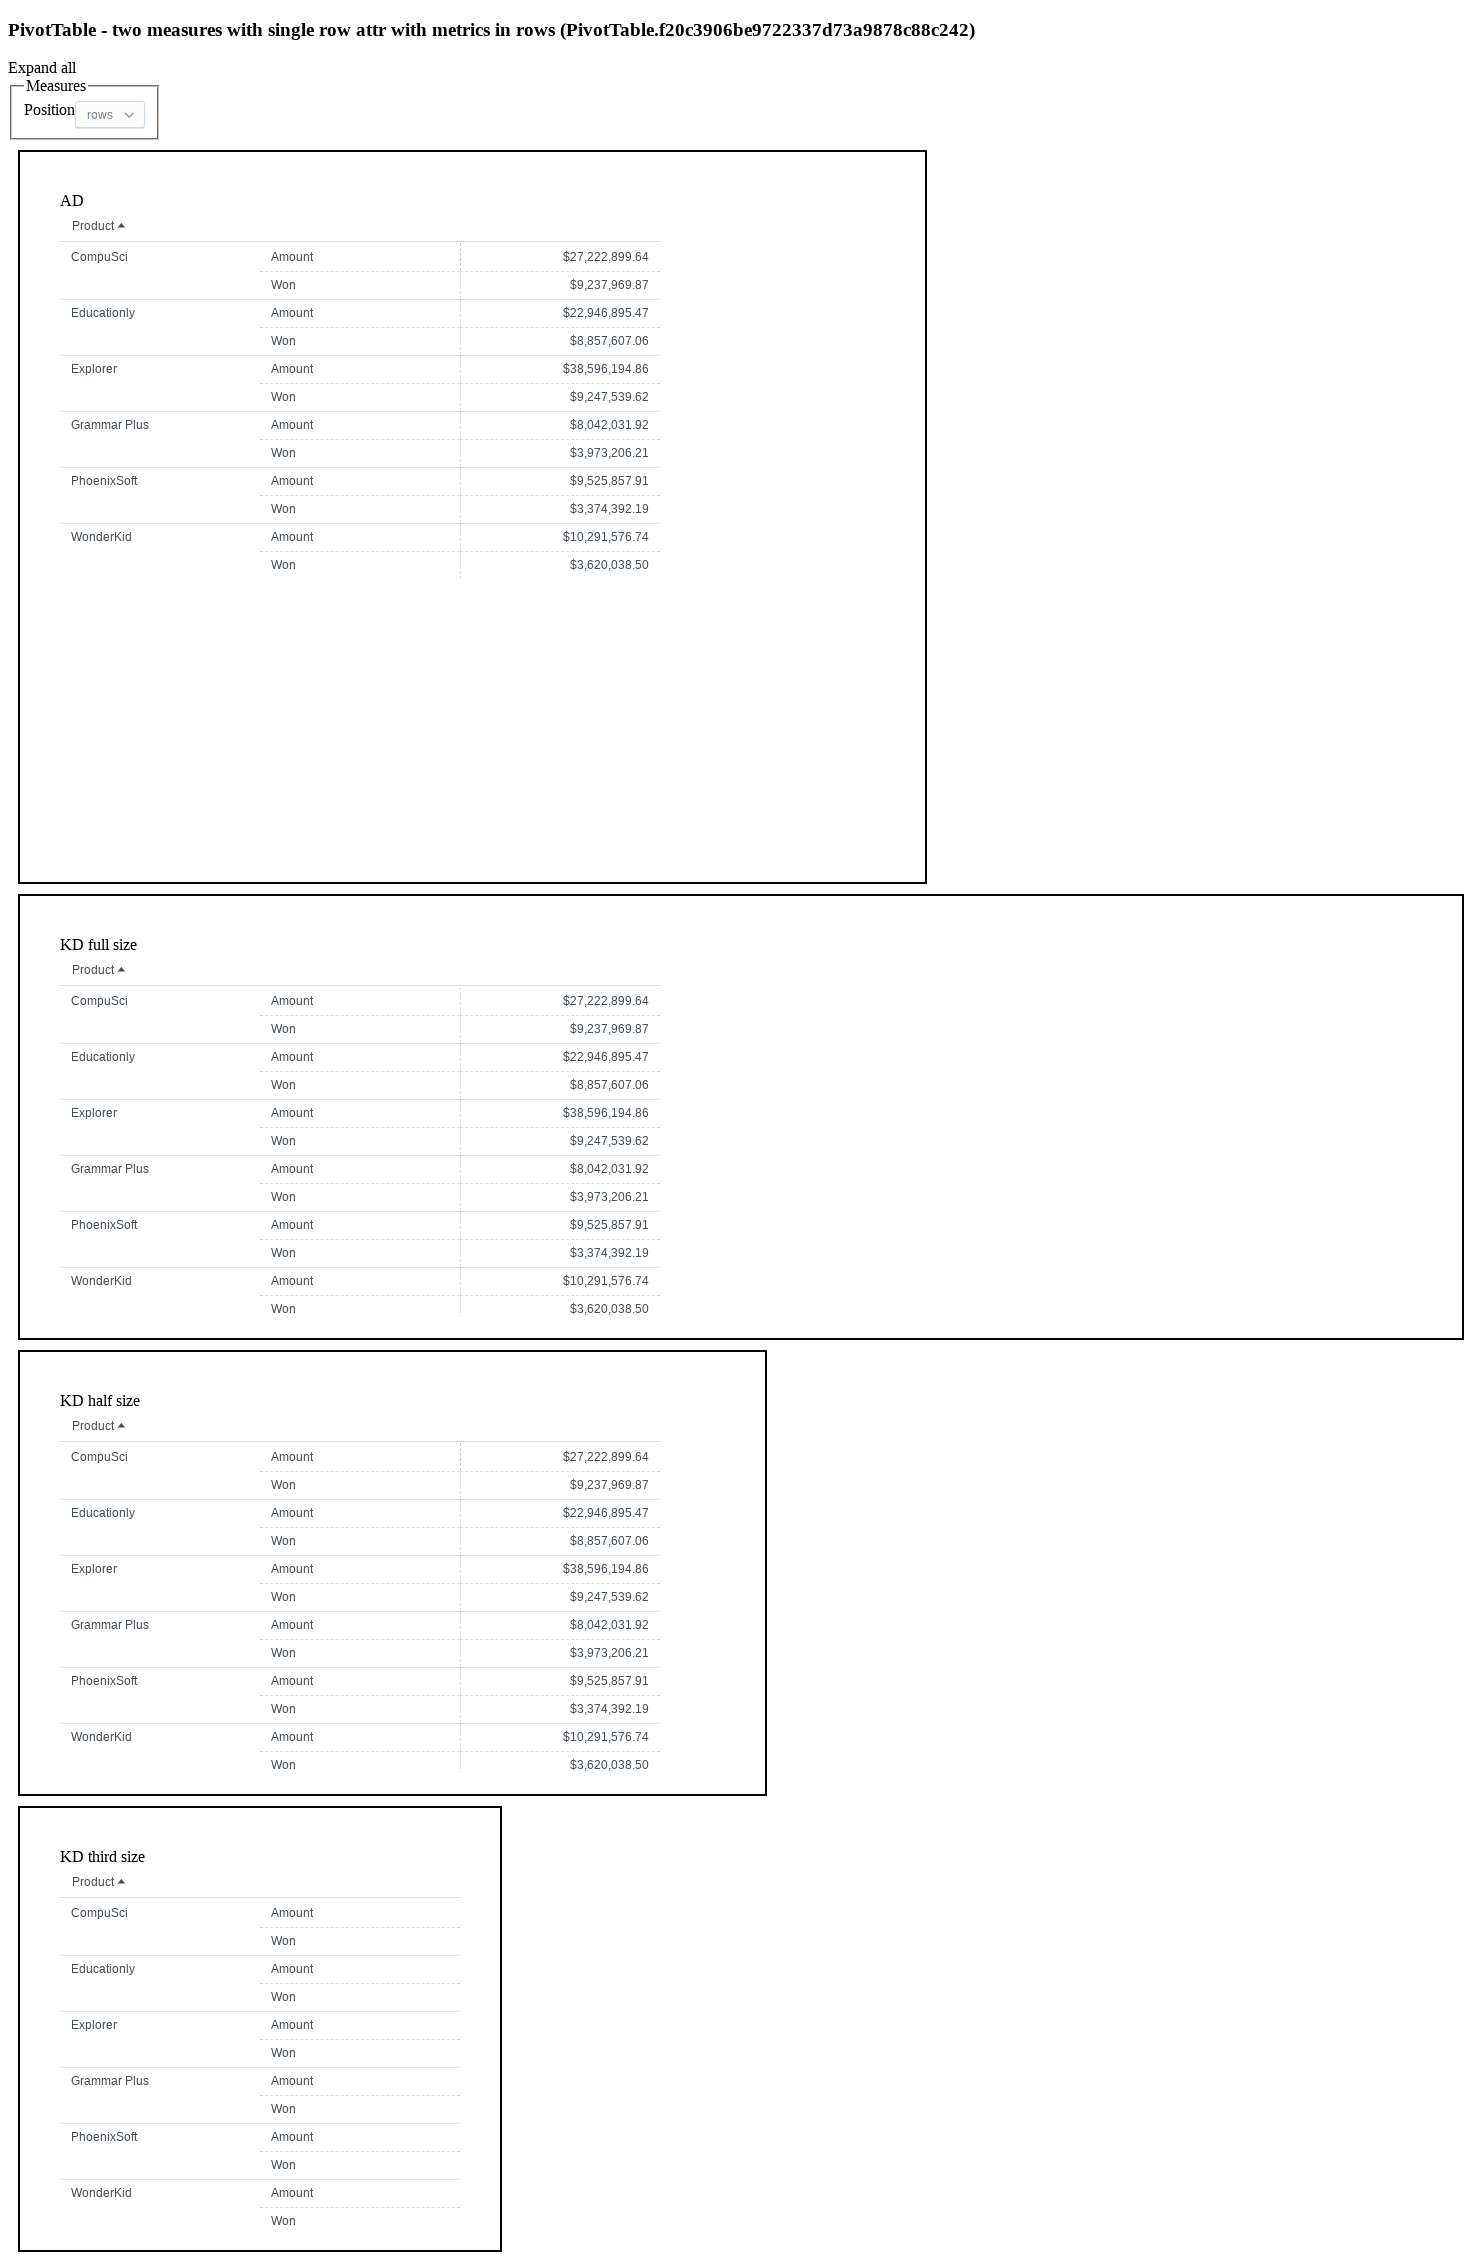 PivotTable - two measures with single row attr with metrics in rows (PivotTable.f20c3906be9722337d73a9878c88c242)
Expand all
Measures
Position rows
AD
Product
CompuSci Amount $27,222,899.64
Won $9,237,969.87
Educationly Amount $22,946,895.47
Won $8,857,607.06
Explorer Amount $38,596,194.86
Won $9,247,539.62
Grammar Plus Amount $8,042,031.92
Won $3,973,206.21
PhoenixSoft Amount $9,525,857.91
Won $3,374,392.19
WonderKid Amount $10,291,576.74
Won $3,620,038.50
KD full size
Product
CompuSci Amount $27,222,899.64
Won $9,237,969.87
Educationly Amount $22,946,895.47
Won $8,857,607.06
Explorer Amount $38,596,194.86
Won $9,247,539.62
Grammar Plus Amount $8,042,031.92
Won $3,973,206.21
PhoenixSoft Amount $9,525,857.91
Won $3,374,392.19
WonderKid Amount $10,291,576.74
Won $3,620,038.50
KD half size
Product
CompuSci Amount $27,222,899.64
Won $9,237,969.87
Educationly Amount $22,946,895.47
Won $8,857,607.06
Explorer Amount $38,596,194.86
Won $9,247,539.62
Grammar Plus Amount $8,042,031.92
Won $3,973,206.21
PhoenixSoft Amount $9,525,857.91
Won $3,374,392.19
WonderKid Amount $10,291,576.74
Won $3,620,038.50
KD third size
Product
CompuSci Amount
Won
Educationly Amount
Won
Explorer Amount
Won
Grammar Plus Amount
Won
PhoenixSoft Amount
Won
WonderKid Amount
Won